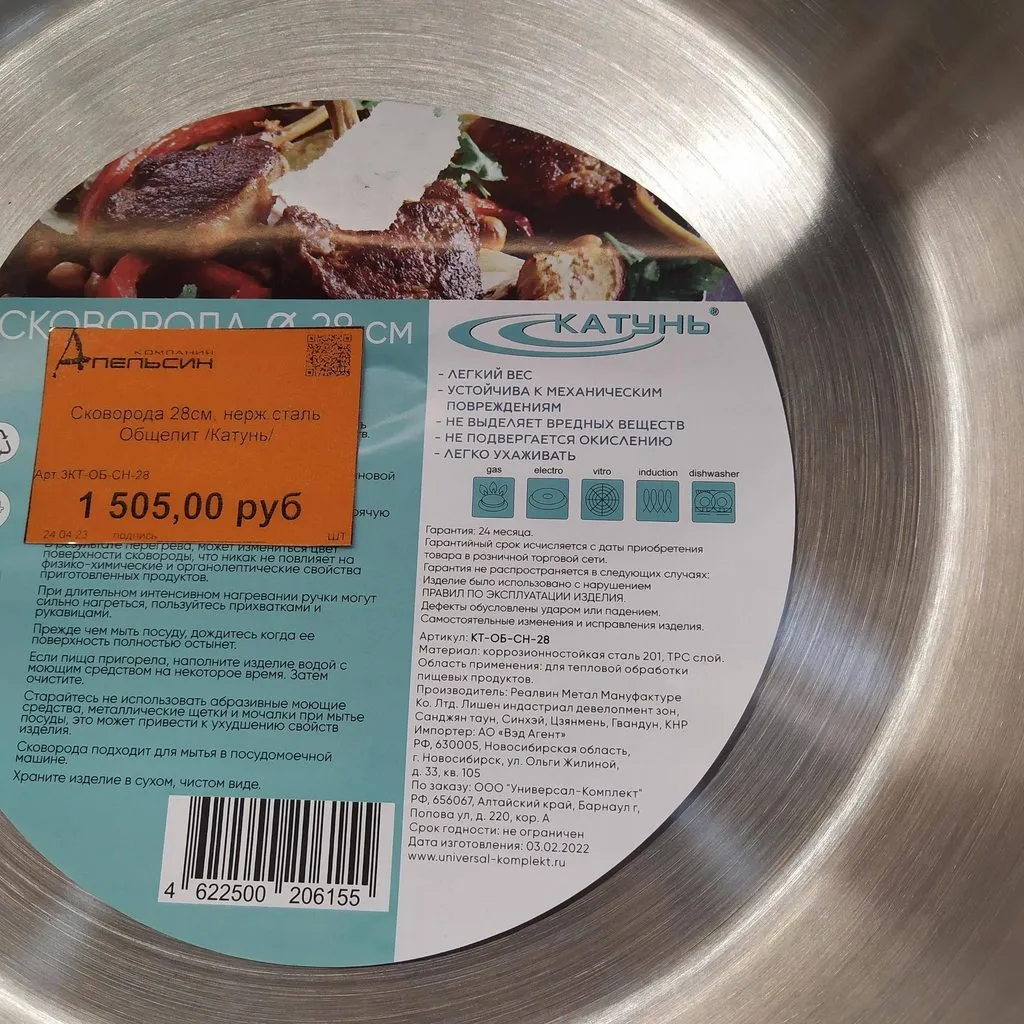 СКОВОРОДА Ø 28 СМ
КОМПАНИЯ
АПЕЛЬСИН
Сковорода 28см, нерж.сталь
Общелит /Катунь/
Арт.ЗКТ-ОБ-СН-28
1 505,00 руб
24.04.23 подпись шт
результате перегрева, может измениться цвет
поверхности сковороды, что никак не повлияет на
физико-химические и органолептические свойства
приготовленных продуктов.
При длительном интенсивном нагревании ручки могут
сильно нагреться, пользуйтесь прихватками и
рукавицами.
Прежде чем мыть посуду, дождитесь когда ее
поверхность полностью остынет.
Если пища пригорела, наполните изделие водой с
моющим средством на некоторое время. Затем
очистите.
Старайтесь не использовать абразивные моющие
средства, металлические щетки и мочалки при мытье
посуды, это может привести к ухудшению свойств
изделия.
Сковорода подходит для мытья в посудомоечной
машине.
Храните изделие в сухом, чистом виде.
4 622500 206155
КАТУНЬ®
- ЛЕГКИЙ ВЕС
- УСТОЙЧИВА К МЕХАНИЧЕСКИМ
ПОВРЕЖДЕНИЯМ
- НЕ ВЫДЕЛЯЕТ ВРЕДНЫХ ВЕЩЕСТВ
- НЕ ПОДВЕРГАЕТСЯ ОКИСЛЕНИЮ
- ЛЕГКО УХАЖИВАТЬ
gas electro vitro induction dishwasher
Гарантия: 24 месяца.
Гарантийный срок исчисляется с даты приобретения
товара в розничной торговой сети.
Гарантия не распространяется в следующих случаях:
Изделие было использовано с нарушением
ПРАВИЛ ПО ЭКСПЛУАТАЦИИ ИЗДЕЛИЯ.
Дефекты обусловлены ударом или падением.
Самостоятельные изменения и исправления изделия.
Артикул: КТ-ОБ-СН-28
Материал: коррозионностойкая сталь 201, ТРС слой.
Область применения: для тепловой обработки
пищевых продуктов.
Производитель: Реалвин Метал Мануфактуре
Ко. Лтд. Лишен индастриал девелопмент зон,
Санджян таун, Синхэй, Цзянмень, Гвандун, КНР
Импортер: АО «Вэд Агент»
РФ, 630005, Новосибирская область,
г. Новосибирск, ул. Ольги Жилиной,
д. 33, кв. 105
По заказу: ООО "Универсал-Комплект"
РФ, 656067, Алтайский край, Барнаул г,
Попова ул, д. 220, кор. А
Срок годности: не ограничен
Дата изготовления: 03.02.2022
www.universal-komplekt.ru